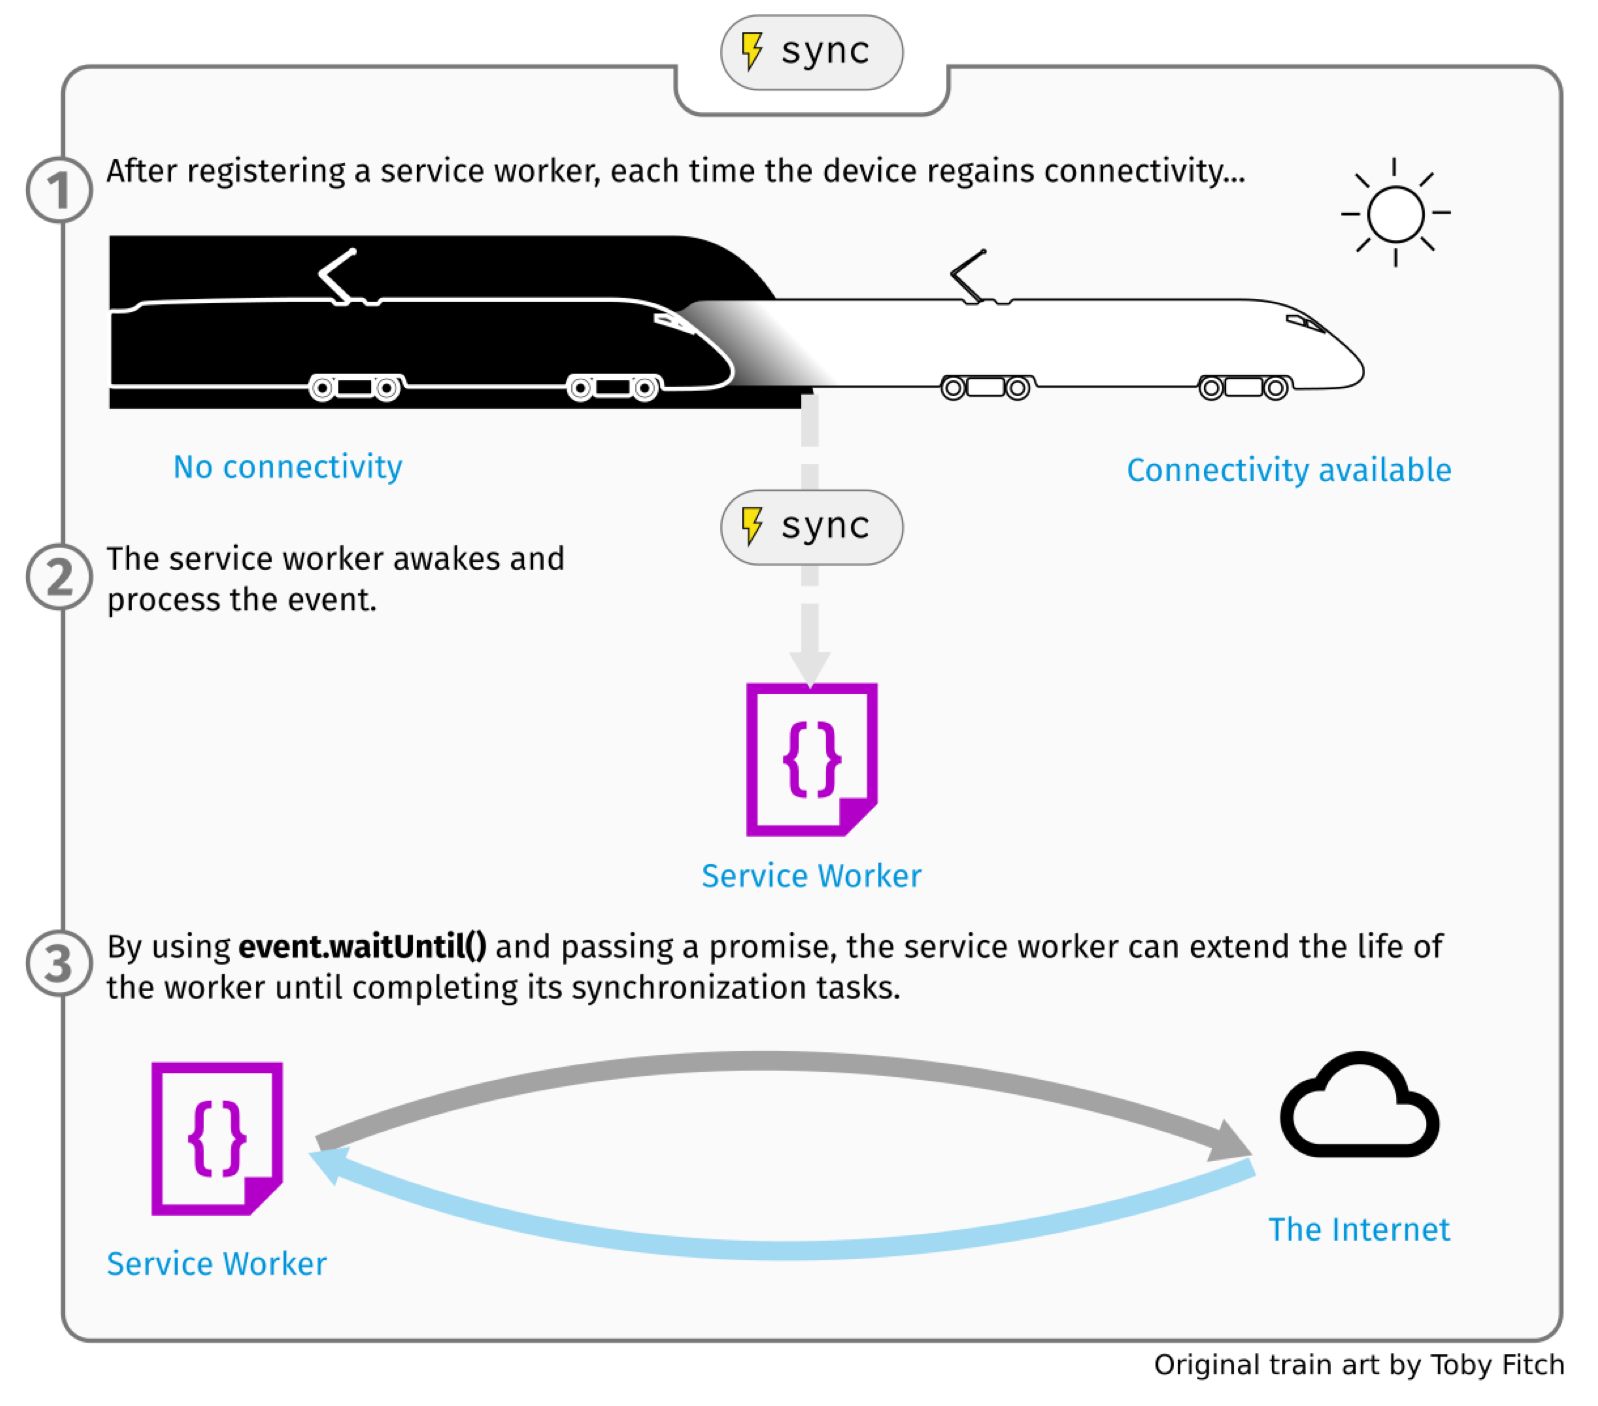 sync
1
After registering a service worker, each time the device regains connectivity...
No connectivity
Connectivity available
sync
2
The service worker awakes and
process the event.
{}
Service Worker
3
By using event.waitUntil() and passing a promise, the service worker can extend the life of
the worker until completing its synchronization tasks.
{}
Service Worker
The Internet
Original train art by Toby Fitch